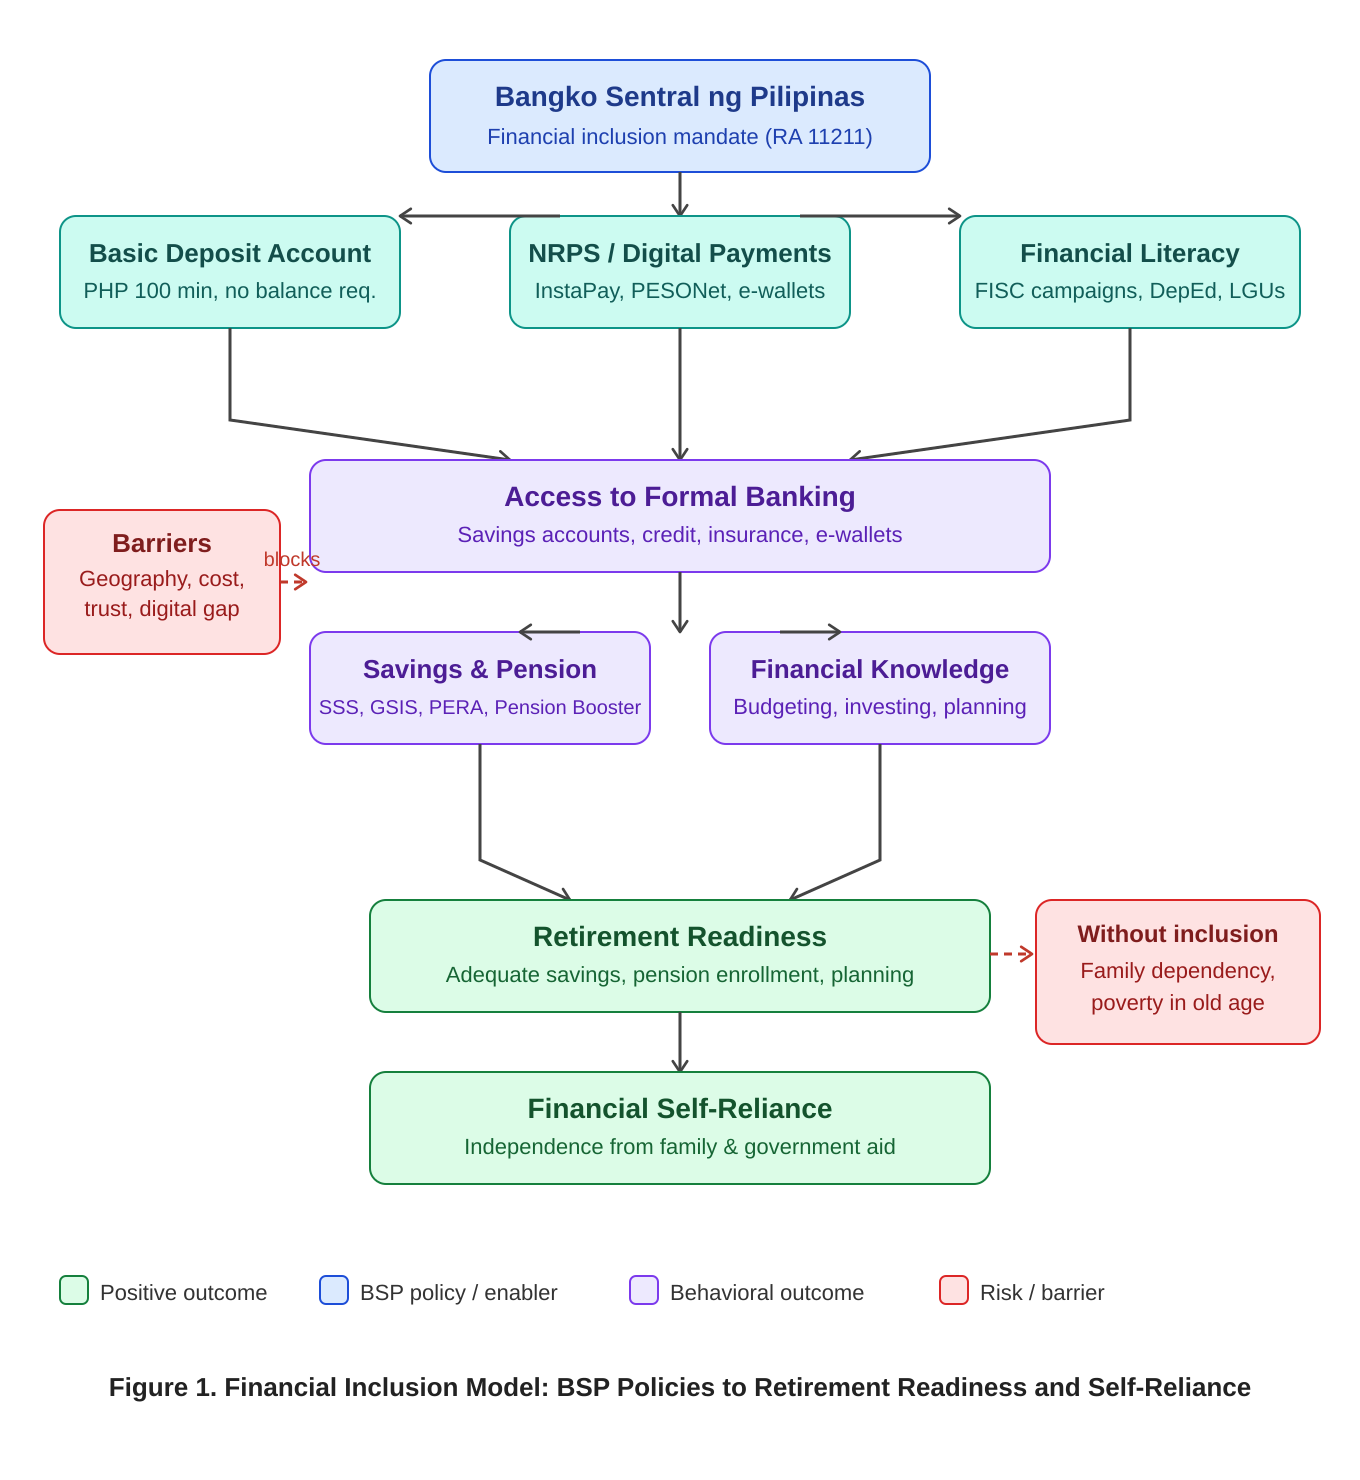 Bangko Sentral ng Pilipinas
Financial inclusion mandate (RA 11211)
Basic Deposit Account
PHP 100 min, no balance req.
NRPS / Digital Payments
InstaPay, PESONet, e-wallets
Financial Literacy
FISC campaigns, DepEd, LGUs
Access to Formal Banking
Savings accounts, credit, insurance, e-wallets
Barriers
Geography, cost,
trust, digital gap
blocks
Savings & Pension
SSS, GSIS, PERA, Pension Booster
Financial Knowledge
Budgeting, investing, planning
Retirement Readiness
Adequate savings, pension enrollment, planning
Without inclusion
Family dependency,
poverty in old age
Financial Self-Reliance
Independence from family & government aid
Positive outcome
BSP policy / enabler
Behavioral outcome
Risk / barrier
Figure 1. Financial Inclusion Model: BSP Policies to Retirement Readiness and Self-Reliance